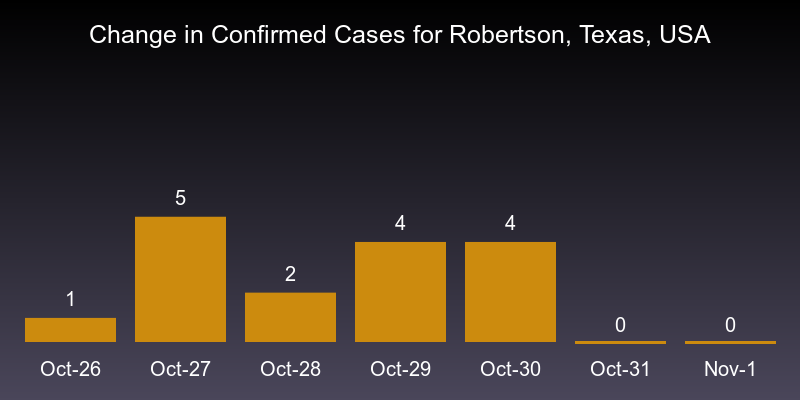 Change in Confirmed Cases for Robertson, Texas, USA
5
4
4
2
1
0
0
Oct-26
Oct-27
Oct-28
Oct-29
Oct-30
Oct-31
Nov-1